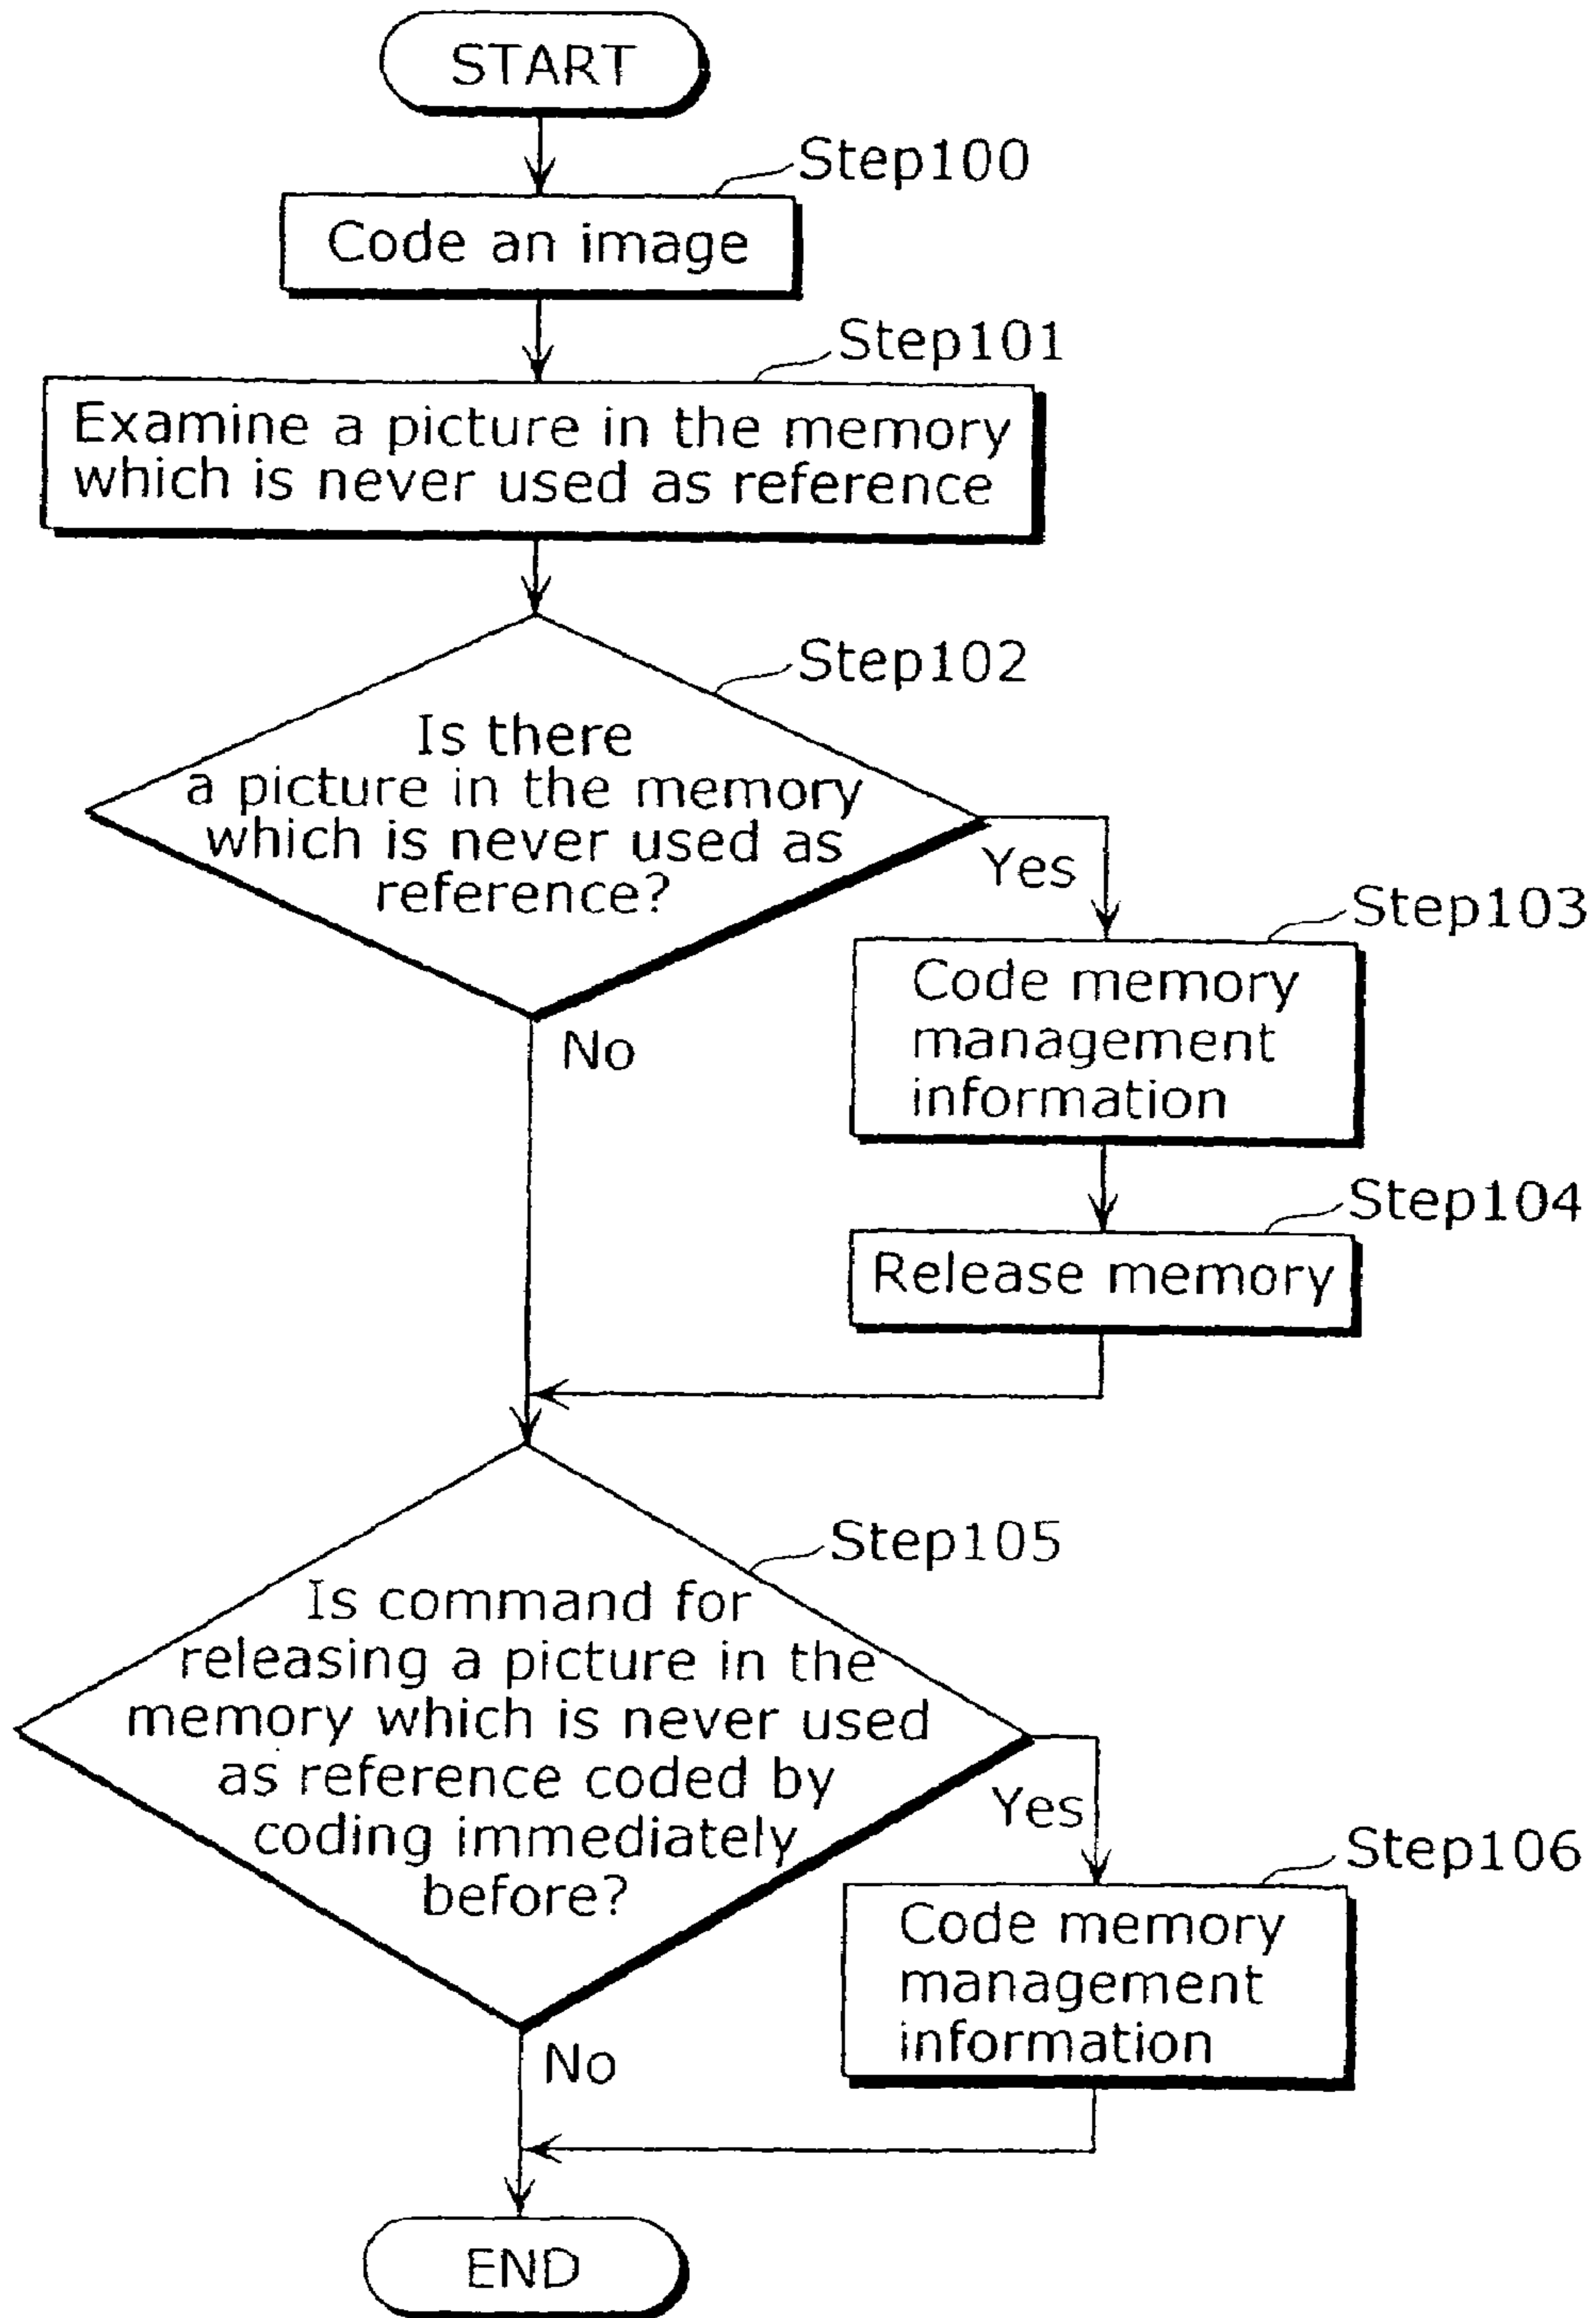 START
Step100
Code an image
Step101
Examine a picture in the memory
which is never used as reference
Step102
Is there
a picture in the memory
which is never used as
reference?
Yes
No
Step103
Code memory
management
information
Step104
Release memory
Step105
Is command for
releasing a picture in the
memory which is never used
as reference coded by
coding immediately
before?
Yes
No
Step106
Code memory
management
information
END